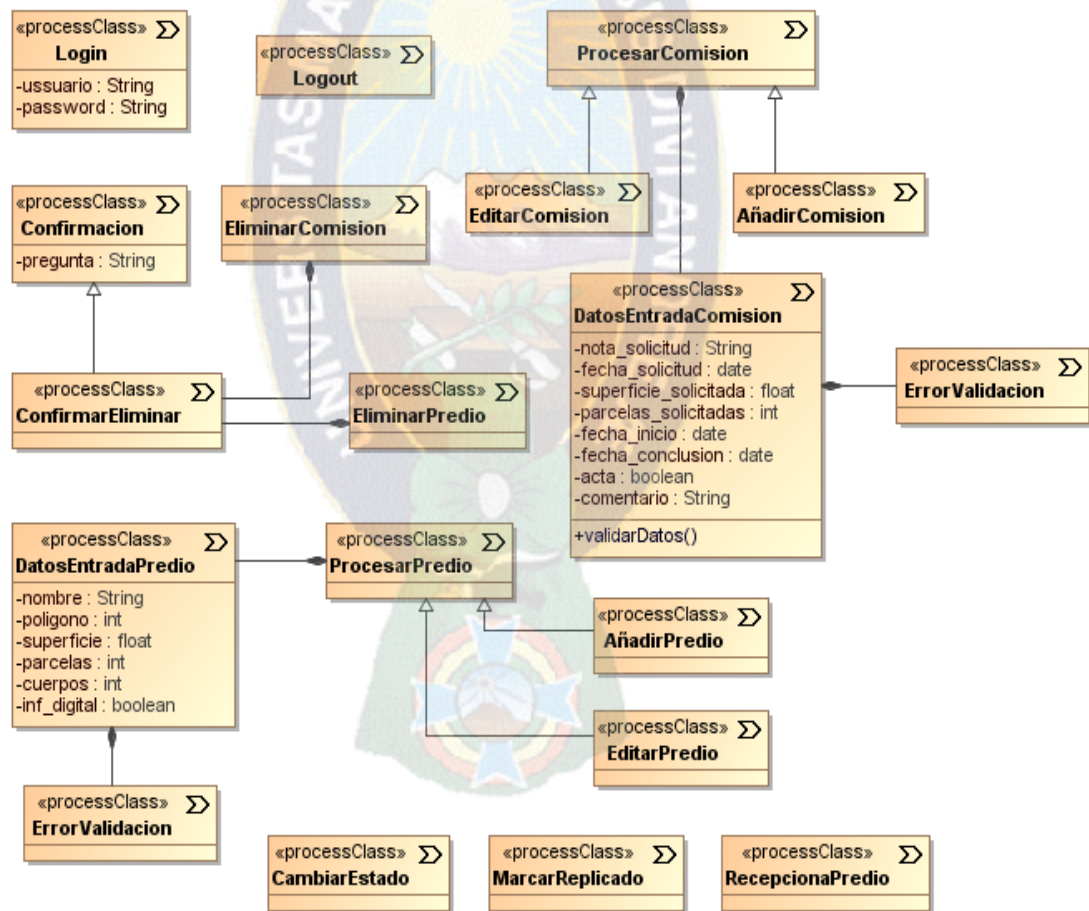 «processClass»
Login
-ussuario : String
-password : String
«processClass»
Logout
«processClass»
ProcesarComision
«processClass»
Confirmacion
-pregunta : String
«processClass»
EliminarComision
«processClass»
EditarComision
«processClass»
AñadirComision
«processClass»
DatosEntradaComision
-nota_solicitud : String
-fecha_solicitud : date
-superficie_solicitada : float
-parcelas_solicitadas : int
-fecha_inicio : date
-fecha_conclusion : date
-acta : boolean
-comentario : String
+validarDatos()
«processClass»
ErrorValidacion
«processClass»
ConfirmarEliminar
«processClass»
EliminarPredio
«processClass»
DatosEntradaPredio
-nombre : String
-poligono : int
-superficie : float
-parcelas : int
-cuerpos : int
-inf_digital : boolean
«processClass»
ProcesarPredio
«processClass»
AñadirPredio
«processClass»
EditarPredio
«processClass»
ErrorValidacion
«processClass»
CambiarEstado
«processClass»
MarcarReplicado
«processClass»
RecepcionaPredio